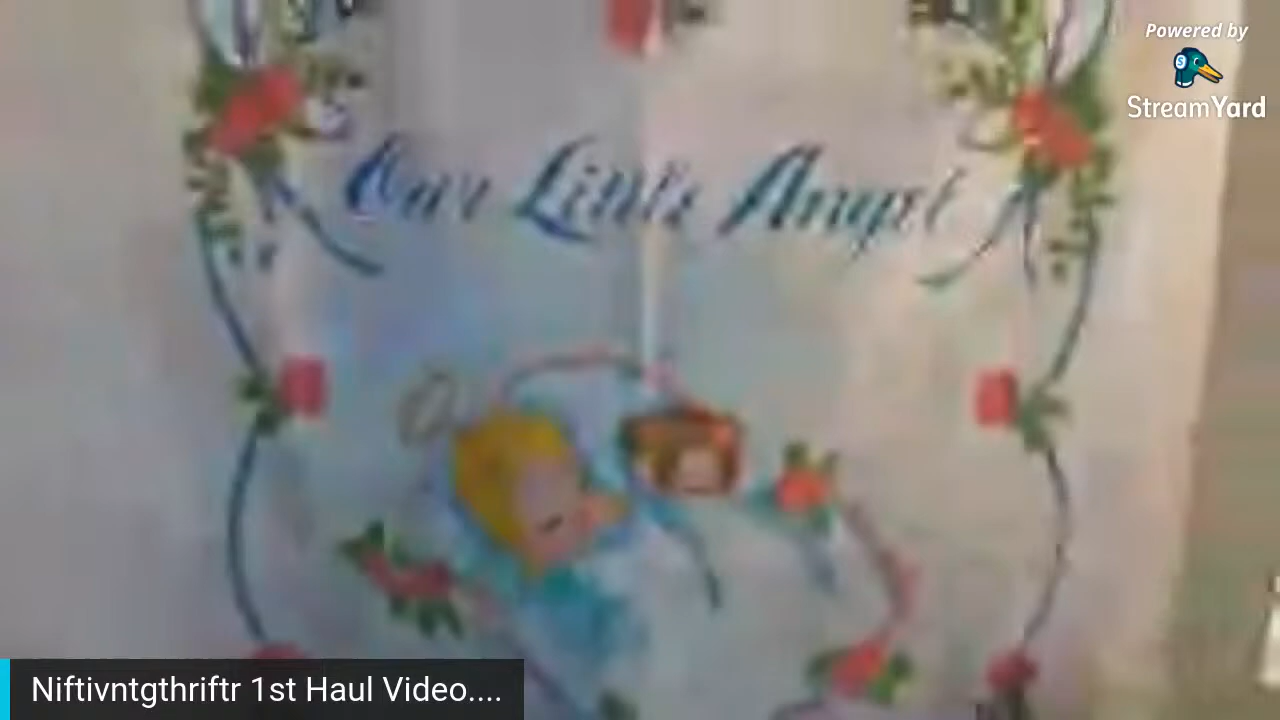 Powered by
StreamYard
Our Little Angel
Niftivntgthriftr 1st Haul Video....